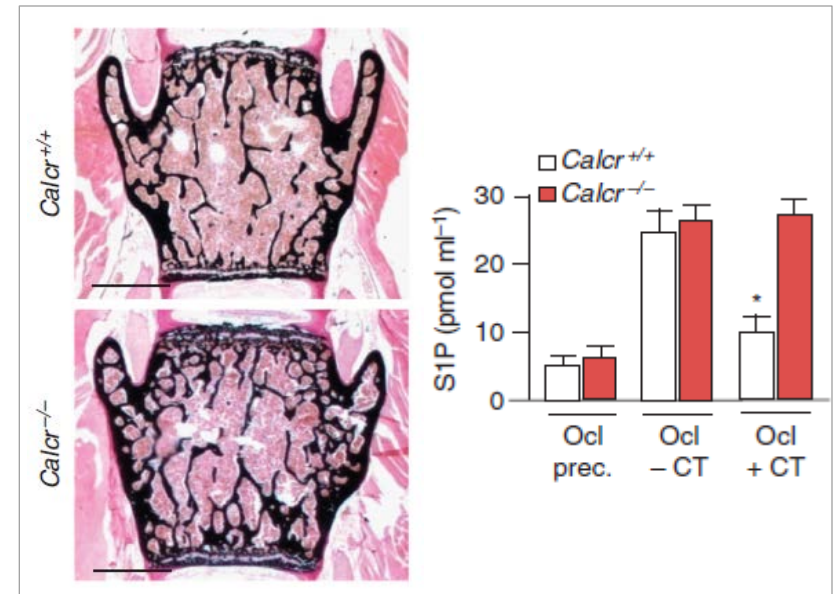 Calcr+/+
Calcr–/–
Calcr+/+
Calcr–/–
S1P (pmol ml–1)
30
20
10
0
*
Ocl
prec.
Ocl
– CT
Ocl
+ CT